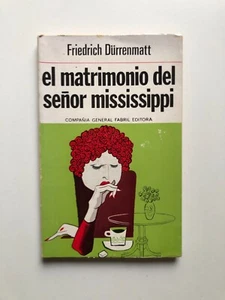 Friedrich Dürrenmatt
el matrimonio del
señor mississippi
COMPAÑIA GENERAL FABRIL EDITORA